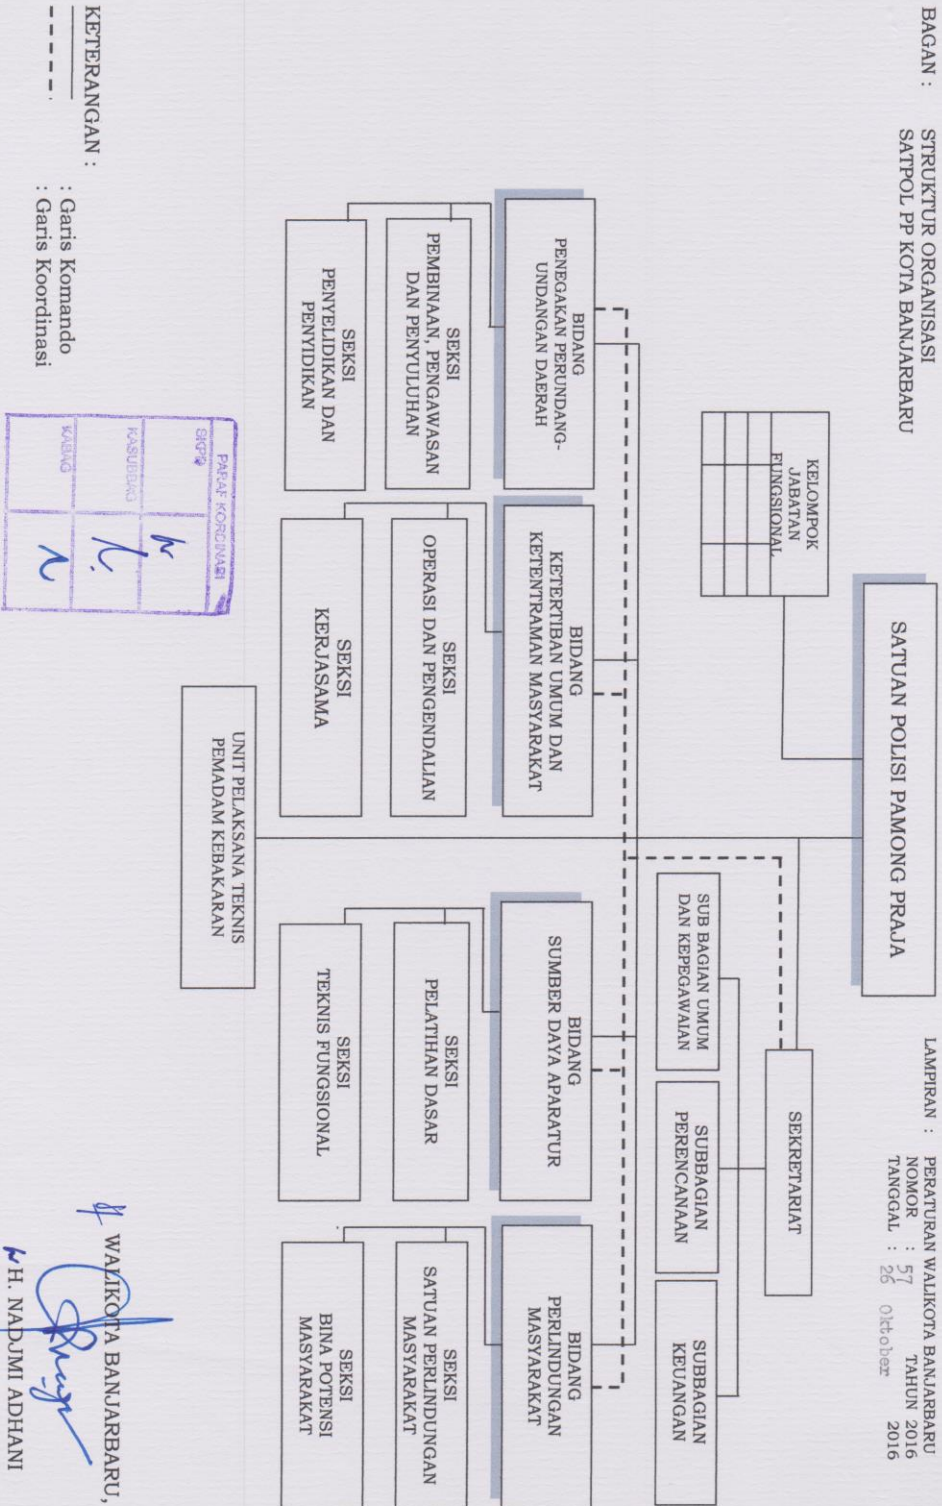 BAGAN :
STRUKTUR ORGANISASI
SATPOL PP KOTA BANJARBARU
LAMPIRAN :
PERATURAN WALIKOTA BANJARBARU
NOMOR : 57 TAHUN 2016
TANGGAL : 26 Oktober 2016
SATUAN POLISI PAMONG PRAJA
KELOMPOK
JABATAN
FUNGSIONAL
SEKRETARIAT
SUB BAGIAN UMUM
DAN KEPEGAWAIAN
SUBBAGIAN
PERENCANAAN
SUBBAGIAN
KEUANGAN
BIDANG
PENEGAKAN PERUNDANG-
UNDANGAN DAERAH
BIDANG
KETERTIBAN UMUM DAN
KETENTRAMAN MASYARAKAT
BIDANG
SUMBER DAYA APARATUR
BIDANG
PERLINDUNGAN
MASYARAKAT
SEKSI
PEMBINAAN, PENGAWASAN
DAN PENYULUHAN
SEKSI
OPERASI DAN PENGENDALIAN
SEKSI
PELATIHAN DASAR
SEKSI
SATUAN PERLINDUNGAN
MASYARAKAT
SEKSI
PENYELIDIKAN DAN
PENYIDIKAN
SEKSI
KERJASAMA
SEKSI
TEKNIS FUNGSIONAL
SEKSI
BINA POTENSI
MASYARAKAT
UNIT PELAKSANA TEKNIS
PEMADAM KEBAKARAN
KETERANGAN :
: Garis Komando
: Garis Koordinasi
PARAF KORDINASI
SKPD
KASUBBAG
KABAG
WALIKOTA BANJARBARU,
H. NADJMI ADHANI